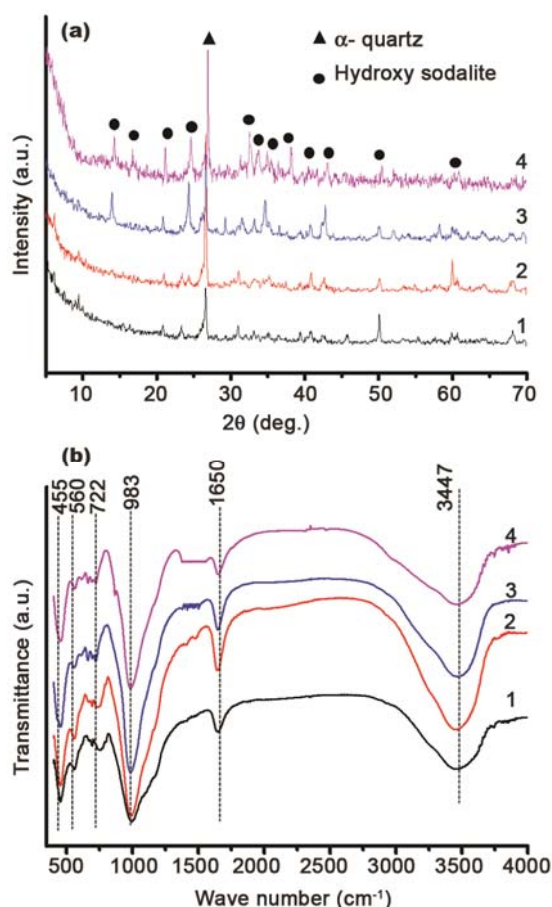 (a)
▲ α- quartz
● Hydroxy sodalite
4
3
2
1
Intensity (a.u.)
10 20 30 40 50 60 70
2θ (deg.)
(b)
455
560
722
983
1650
3447
4
3
2
1
Transmittance (a.u.)
500 1000 1500 2000 2500 3000 3500 4000
Wave number (cm-1)